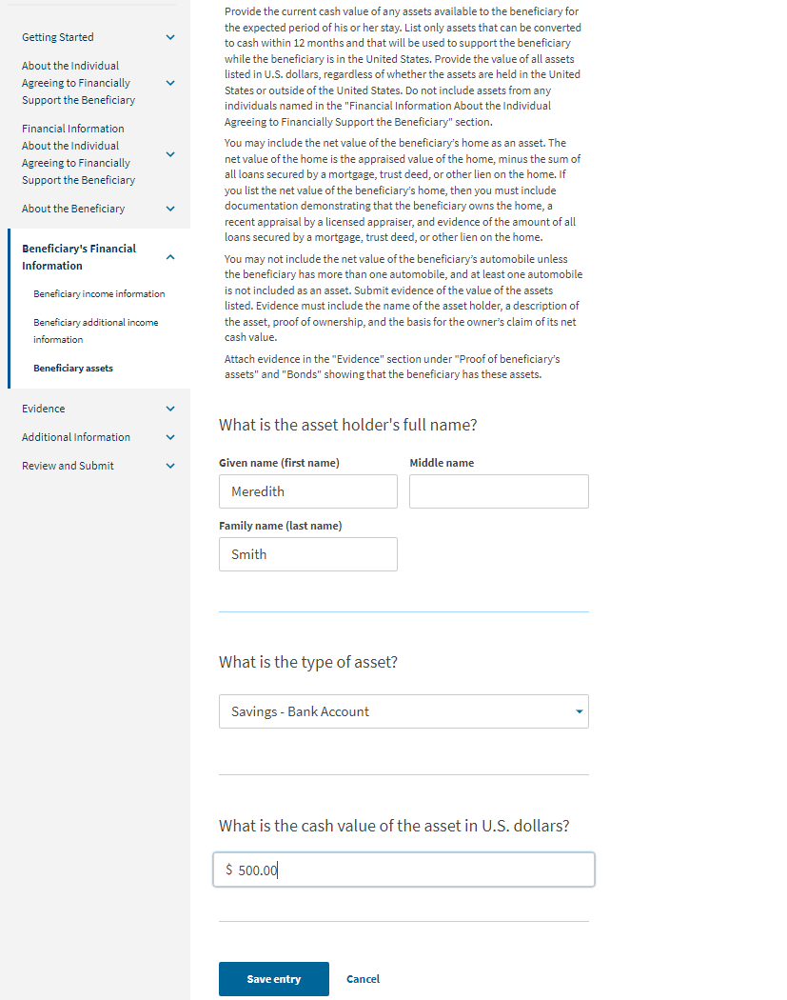 Getting Started
About the Individual
Agreeing to Financially
Support the Beneficiary
Financial Information
About the Individual
Agreeing to Financially
Support the Beneficiary
About the Beneficiary
Beneficiary's Financial
Information
Beneficiary income information
Beneficiary additional income
information
Beneficiary assets
Evidence
Additional Information
Review and Submit
Provide the current cash value of any assets available to the beneficiary for
the expected period of his or her stay. List only assets that can be converted
to cash within 12 months and that will be used to support the beneficiary
while the beneficiary is in the United States. Provide the value of all assets
listed in U.S. dollars, regardless of whether the assets are held in the United
States or outside of the United States. Do not include assets from any
individuals named in the "Financial Information About the Individual
Agreeing to Financially Support the Beneficiary" section.
You may include the net value of the beneficiary’s home as an asset. The
net value of the home is the appraised value of the home, minus the sum of
all loans secured by a mortgage, trust deed, or other lien on the home. If
you list the net value of the beneficiary’s home, then you must include
documentation demonstrating that the beneficiary owns the home, a
recent appraisal by a licensed appraiser, and evidence of the amount of all
loans secured by a mortgage, trust deed, or other lien on the home.
You may not include the net value of the beneficiary’s automobile unless
the beneficiary has more than one automobile, and at least one automobile
is not included as an asset. Submit evidence of the value of the assets
listed. Evidence must include the name of the asset holder, a description of
the asset, proof of ownership, and the basis for the owner’s claim of its net
cash value.
Attach evidence in the "Evidence" section under "Proof of beneficiary’s
assets" and "Bonds" showing that the beneficiary has these assets.
What is the asset holder's full name?
Given name (first name) Middle name
Meredith
Family name (last name)
Smith
What is the type of asset?
Savings - Bank Account
What is the cash value of the asset in U.S. dollars?
$ 500.00
Save entry Cancel